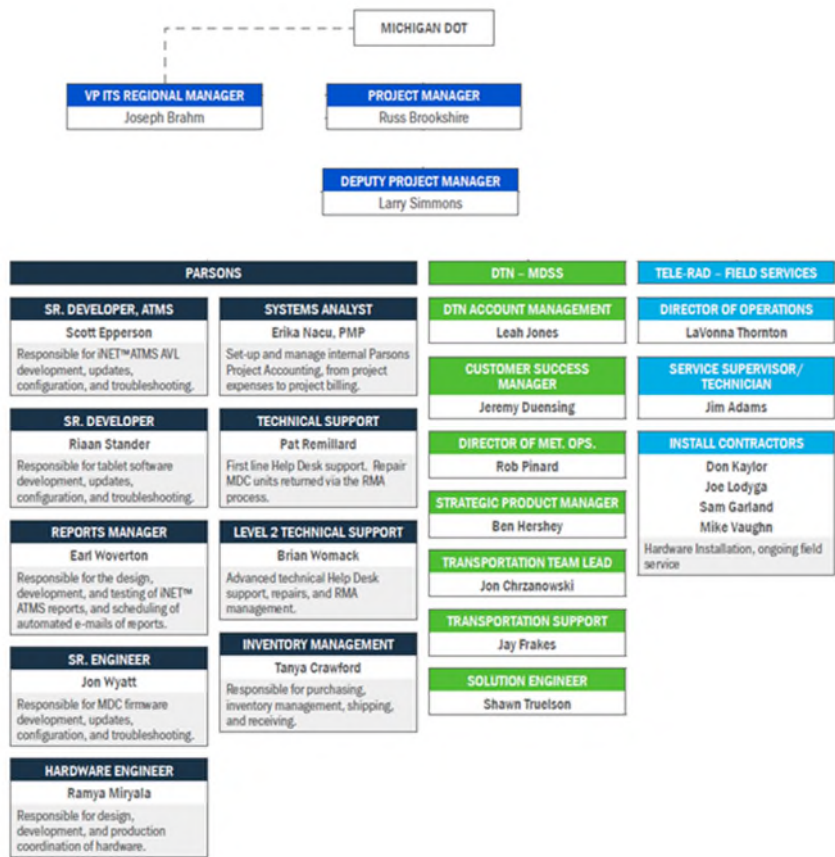 MICHIGAN DOT
VP ITS REGIONAL MANAGER
Joseph Brahm
PROJECT MANAGER
Russ Brookshire
DEPUTY PROJECT MANAGER
Larry Simmons
PARSONS
SR. DEVELOPER, ATMS
Scott Epperson
Responsible for iNET™ATMS AVL
development, updates,
configuration, and troubleshooting.
SR. DEVELOPER
Riaan Stander
Responsible for tablet software
development, updates,
configuration, and troubleshooting.
REPORTS MANAGER
Earl Woverton
Responsible for the design,
development, and testing of iNET™
ATMS reports, and scheduling of
automated e-mails of reports.
SR. ENGINEER
Jon Wyatt
Responsible for MDC firmware
development, updates,
configuration, and troubleshooting.
HARDWARE ENGINEER
Ramya Miryala
Responsible for design,
development, and production
coordination of hardware.
SYSTEMS ANALYST
Erika Nacu, PMP
Set-up and manage internal Parsons
Project Accounting, from project
expenses to project billing.
TECHNICAL SUPPORT
Pat Remillard
First line Help Desk support. Repair
MDC units returned via the RMA
process.
LEVEL 2 TECHNICAL SUPPORT
Brian Womack
Advanced technical Help Desk
support, repairs, and RMA
management.
INVENTORY MANAGEMENT
Tanya Crawford
Responsible for purchasing,
inventory management, shipping,
and receiving.
DTN – MDSS
DTN ACCOUNT MANAGEMENT
Leah Jones
CUSTOMER SUCCESS
MANAGER
Jeremy Duensing
DIRECTOR OF MET. OPS.
Rob Pinard
STRATEGIC PRODUCT MANAGER
Ben Hershey
TRANSPORTATION TEAM LEAD
Jon Chrzanowski
TRANSPORTATION SUPPORT
Jay Frakes
SOLUTION ENGINEER
Shawn Truelson
TELE-RAD – FIELD SERVICES
DIRECTOR OF OPERATIONS
LaVonna Thornton
SERVICE SUPERVISOR/
TECHNICIAN
Jim Adams
INSTALL CONTRACTORS
Don Kaylor
Joe Lodyga
Sam Garland
Mike Vaughn
Hardware Installation, ongoing field
service